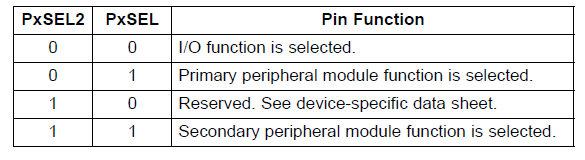 PxSEL2 PxSEL Pin Function
0 0 I/O function is selected.
0 1 Primary peripheral module function is selected.
1 0 Reserved. See device-specific data sheet.
1 1 Secondary peripheral module function is selected.